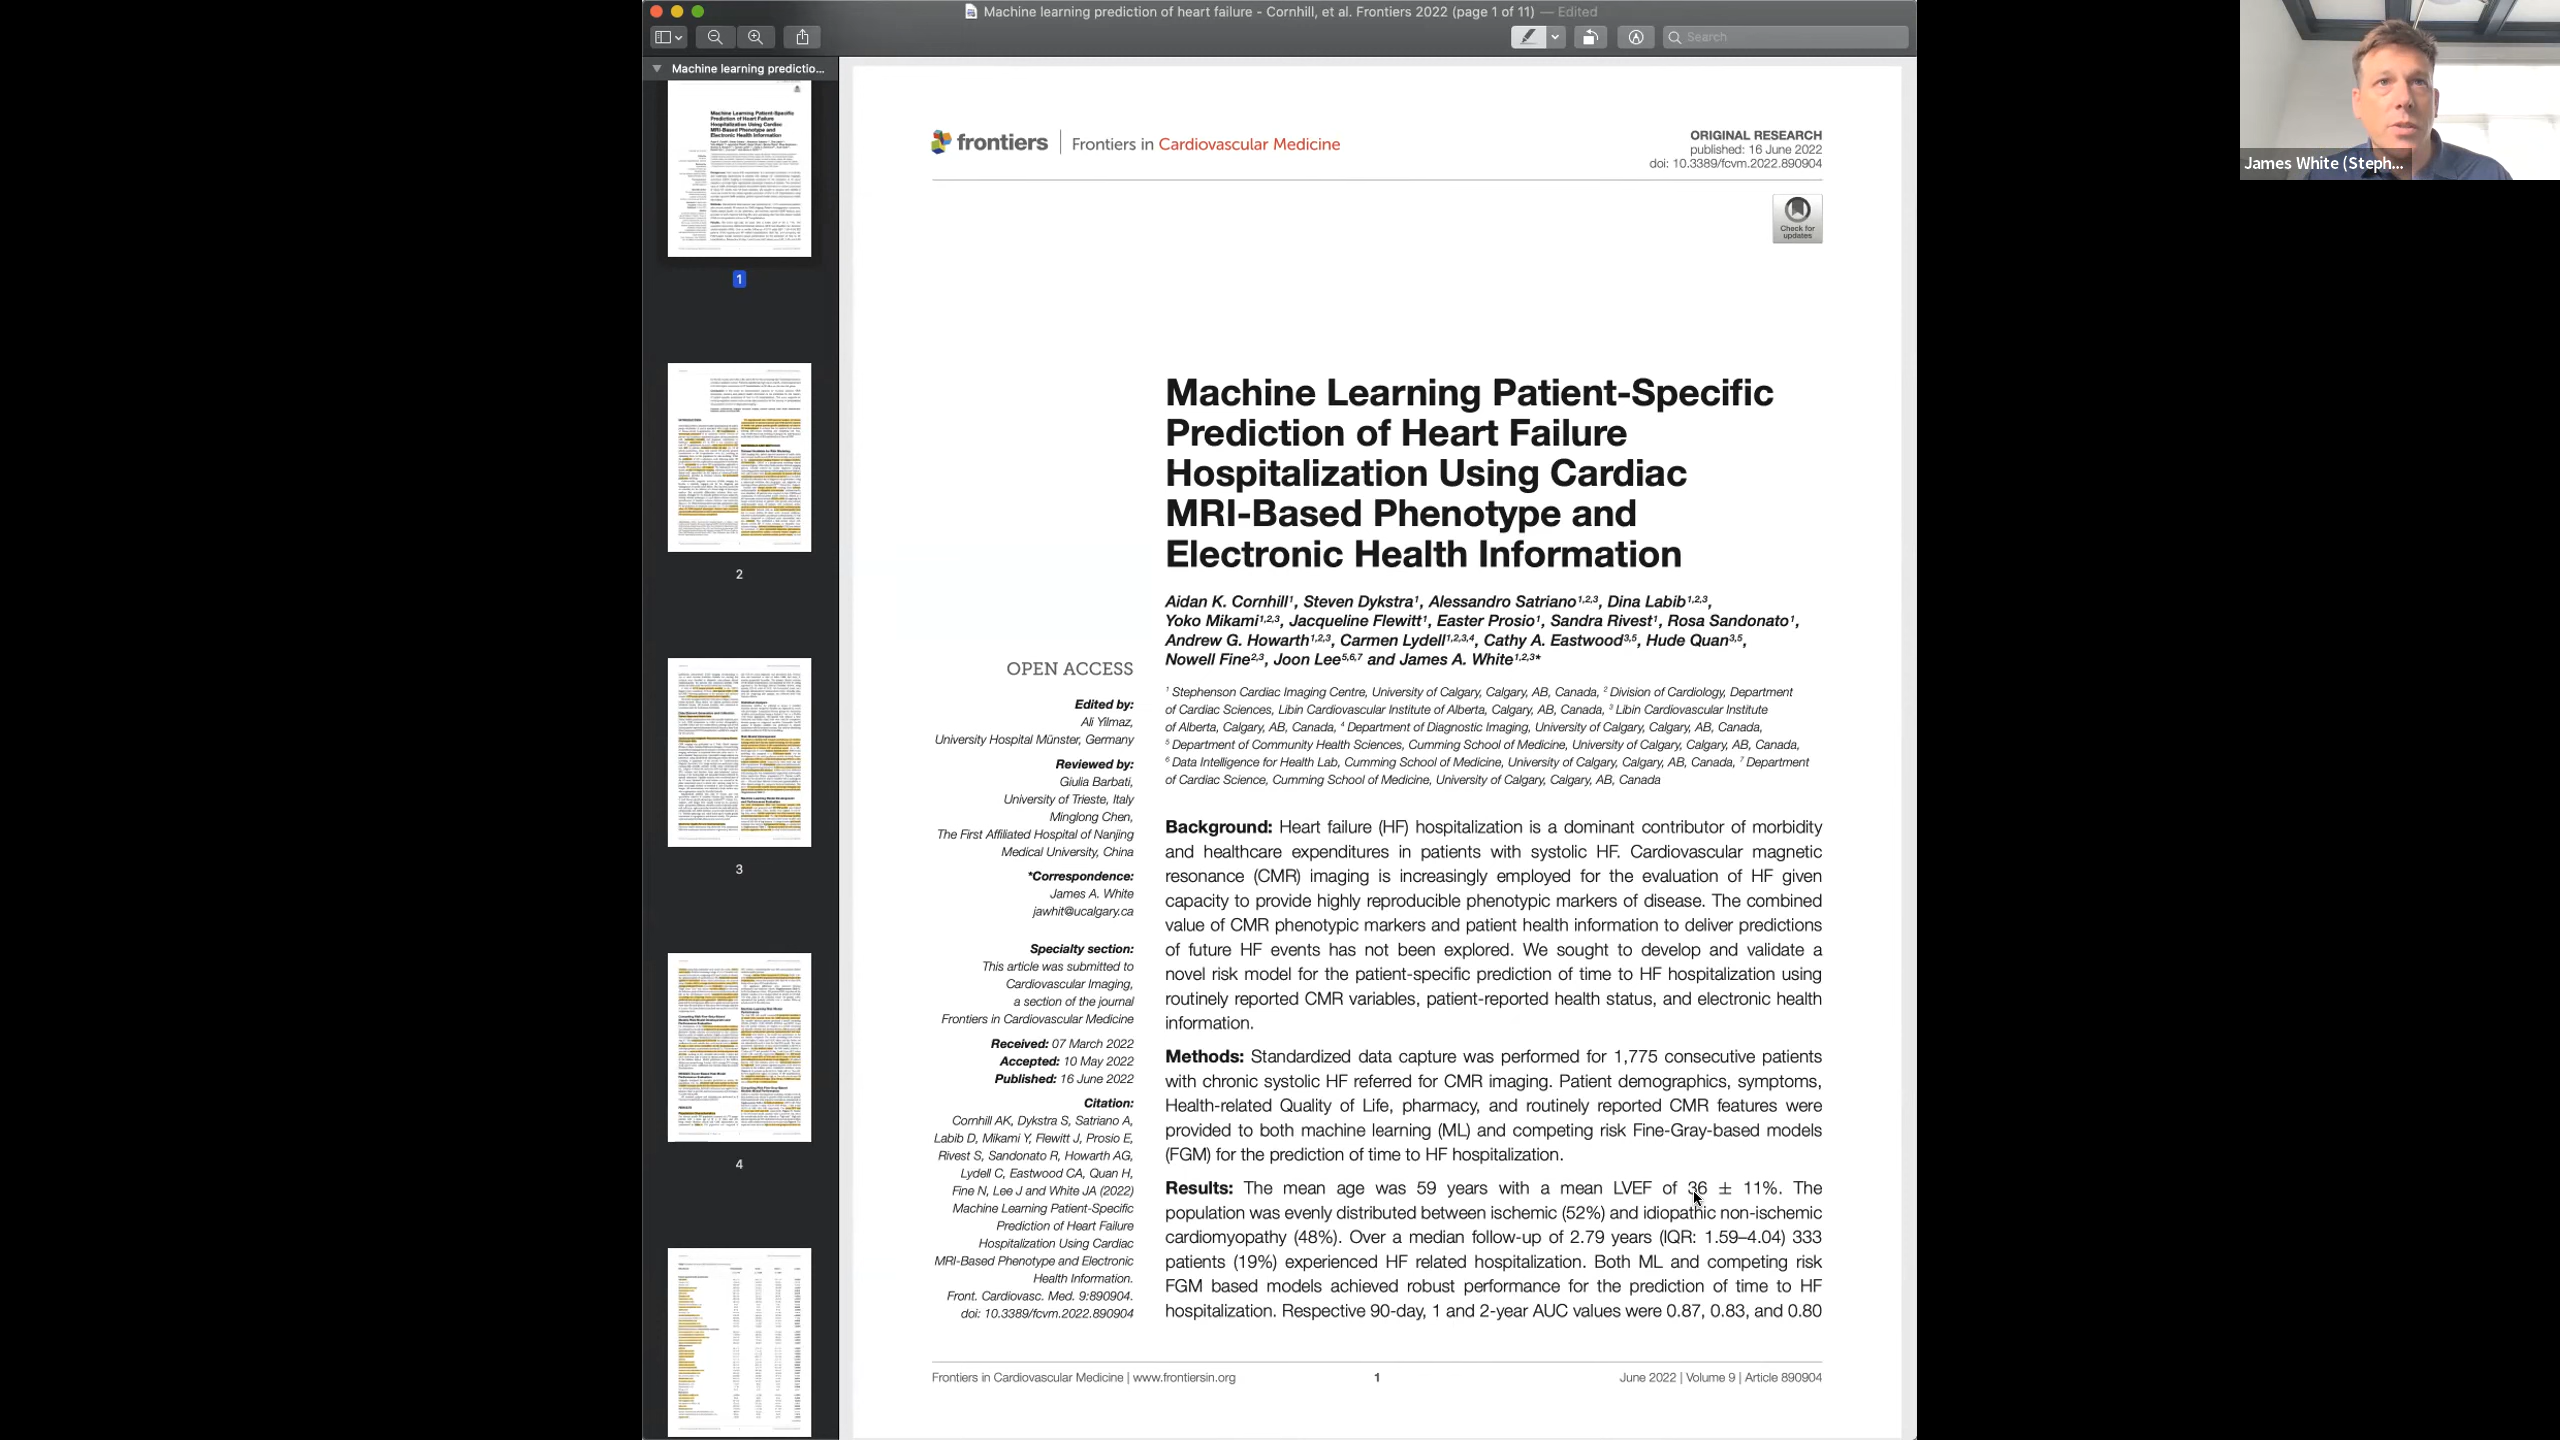 Machine learning prediction of heart failure - Cornhill, et al. Frontiers 2022 (page 1 of 11) — Edited
Search
Machine learning predictio...
Machine Learning Patient-Specific
Prediction of Heart Failure
Hospitalization Using Cardiac
MRI-Based Phenotype and
Electronic Health Information
1
2
3
4
James White (Steph...
frontiers
Frontiers in Cardiovascular Medicine
ORIGINAL RESEARCH
published: 16 June 2022
doi: 10.3389/fcvm.2022.890904
Check for
updates
Machine Learning Patient-Specific
Prediction of Heart Failure
Hospitalization Using Cardiac
MRI-Based Phenotype and
Electronic Health Information
Aidan K. Cornhill¹, Steven Dykstra¹, Alessandro Satriano¹,²,³, Dina Labib¹,²,³,
Yoko Mikami¹,²,³, Jacqueline Flewitt¹, Easter Prosio¹, Sandra Rivest¹, Rosa Sandonato¹,
Andrew G. Howarth¹,²,³, Carmen Lydell¹,²,³,⁴, Cathy A. Eastwood³,⁵, Hude Quan³,⁵,
Nowell Fine²,³, Joon Lee⁵,⁶,⁷ and James A. White¹,²,³*
¹ Stephenson Cardiac Imaging Centre, University of Calgary, Calgary, AB, Canada, ² Division of Cardiology, Department
of Cardiac Sciences, Libin Cardiovascular Institute of Alberta, Calgary, AB, Canada, ³ Libin Cardiovascular Institute
of Alberta, Calgary, AB, Canada, ⁴ Department of Diagnostic Imaging, University of Calgary, Calgary, AB, Canada,
⁵ Department of Community Health Sciences, Cumming School of Medicine, University of Calgary, Calgary, AB, Canada,
⁶ Data Intelligence for Health Lab, Cumming School of Medicine, University of Calgary, Calgary, AB, Canada, ⁷ Department
of Cardiac Science, Cumming School of Medicine, University of Calgary, Calgary, AB, Canada
OPEN ACCESS
Edited by:
Ali Yilmaz,
University Hospital Münster, Germany
Reviewed by:
Giulia Barbati,
University of Trieste, Italy
Minglong Chen,
The First Affiliated Hospital of Nanjing
Medical University, China
*Correspondence:
James A. White
jawhit@ucalgary.ca
Specialty section:
This article was submitted to
Cardiovascular Imaging,
a section of the journal
Frontiers in Cardiovascular Medicine
Received: 07 March 2022
Accepted: 10 May 2022
Published: 16 June 2022
Citation:
Cornhill AK, Dykstra S, Satriano A,
Labib D, Mikami Y, Flewitt J, Prosio E,
Rivest S, Sandonato R, Howarth AG,
Lydell C, Eastwood CA, Quan H,
Fine N, Lee J and White JA (2022)
Machine Learning Patient-Specific
Prediction of Heart Failure
Hospitalization Using Cardiac
MRI-Based Phenotype and Electronic
Health Information.
Front. Cardiovasc. Med. 9:890904.
doi: 10.3389/fcvm.2022.890904
Background: Heart failure (HF) hospitalization is a dominant contributor of morbidity
and healthcare expenditures in patients with systolic HF. Cardiovascular magnetic
resonance (CMR) imaging is increasingly employed for the evaluation of HF given
capacity to provide highly reproducible phenotypic markers of disease. The combined
value of CMR phenotypic markers and patient health information to deliver predictions
of future HF events has not been explored. We sought to develop and validate a
novel risk model for the patient-specific prediction of time to HF hospitalization using
routinely reported CMR variables, patient-reported health status, and electronic health
information.
Methods: Standardized data capture was performed for 1,775 consecutive patients
with chronic systolic HF referred for CMR imaging. Patient demographics, symptoms,
Health-related Quality of Life, pharmacy, and routinely reported CMR features were
provided to both machine learning (ML) and competing risk Fine-Gray-based models
(FGM) for the prediction of time to HF hospitalization.
Results: The mean age was 59 years with a mean LVEF of 36 ± 11%. The
population was evenly distributed between ischemic (52%) and idiopathic non-ischemic
cardiomyopathy (48%). Over a median follow-up of 2.79 years (IQR: 1.59–4.04) 333
patients (19%) experienced HF related hospitalization. Both ML and competing risk
FGM based models achieved robust performance for the prediction of time to HF
hospitalization. Respective 90-day, 1 and 2-year AUC values were 0.87, 0.83, and 0.80
Frontiers in Cardiovascular Medicine | www.frontiersin.org
1
June 2022 | Volume 9 | Article 890904